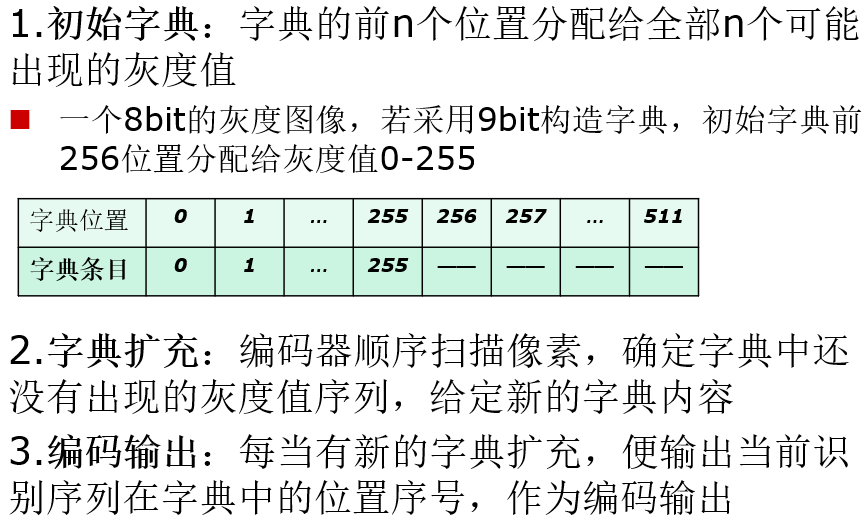 1.初始字典：字典的前n个位置分配给全部n个可能
出现的灰度值
一个8bit的灰度图像，若采用9bit构造字典，初始字典前
256位置分配给灰度值0-255
字典位置 0 1 … 255 256 257 … 511
字典条目 0 1 … 255 —— —— —— ——
2.字典扩充：编码器顺序扫描像素，确定字典中还
没有出现的灰度值序列，给定新的字典内容
3.编码输出：每当有新的字典扩充，便输出当前识
别序列在字典中的位置序号，作为编码输出